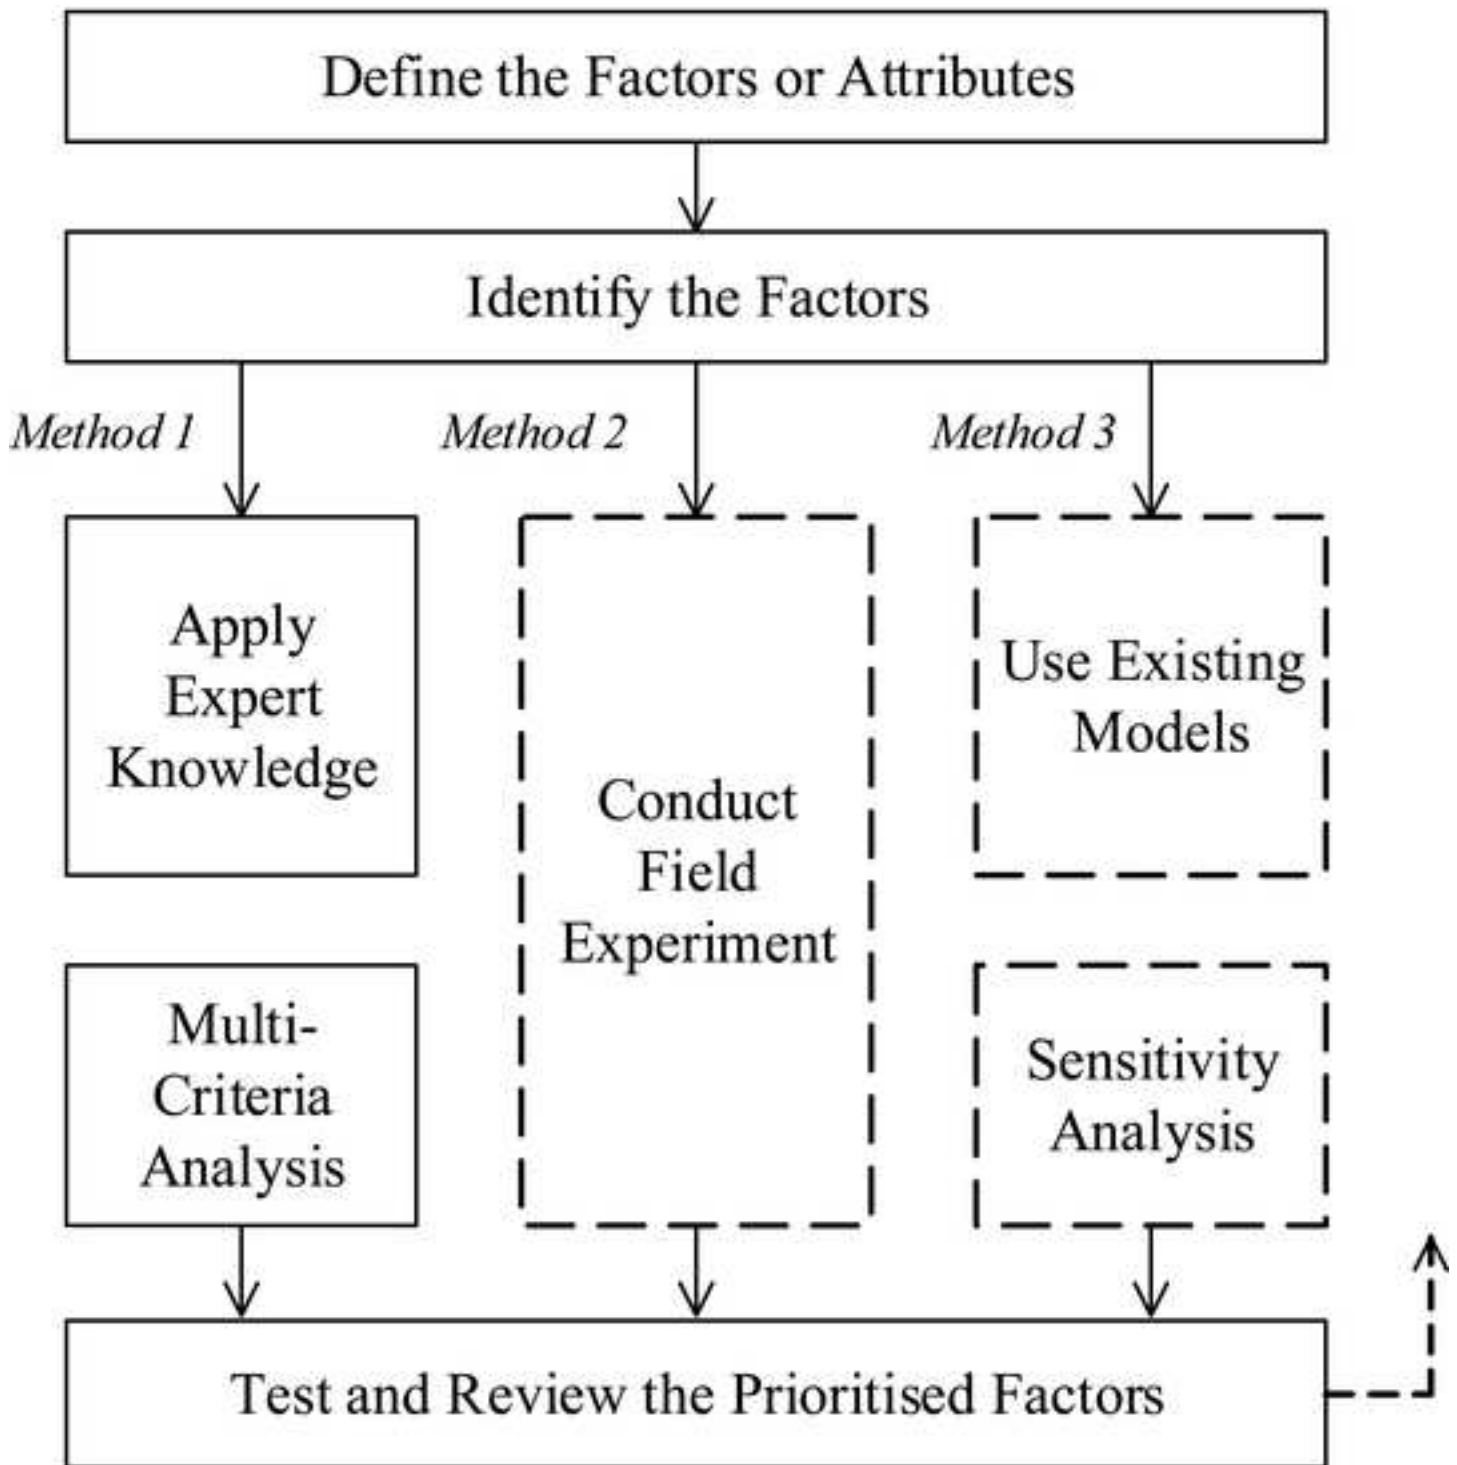 Define the Factors or Attributes
Identify the Factors
Method 1
Method 2
Method 3
Apply
Expert
Knowledge
Conduct
Field
Experiment
Use Existing
Models
Multi-
Criteria
Analysis
Sensitivity
Analysis
Test and Review the Prioritised Factors